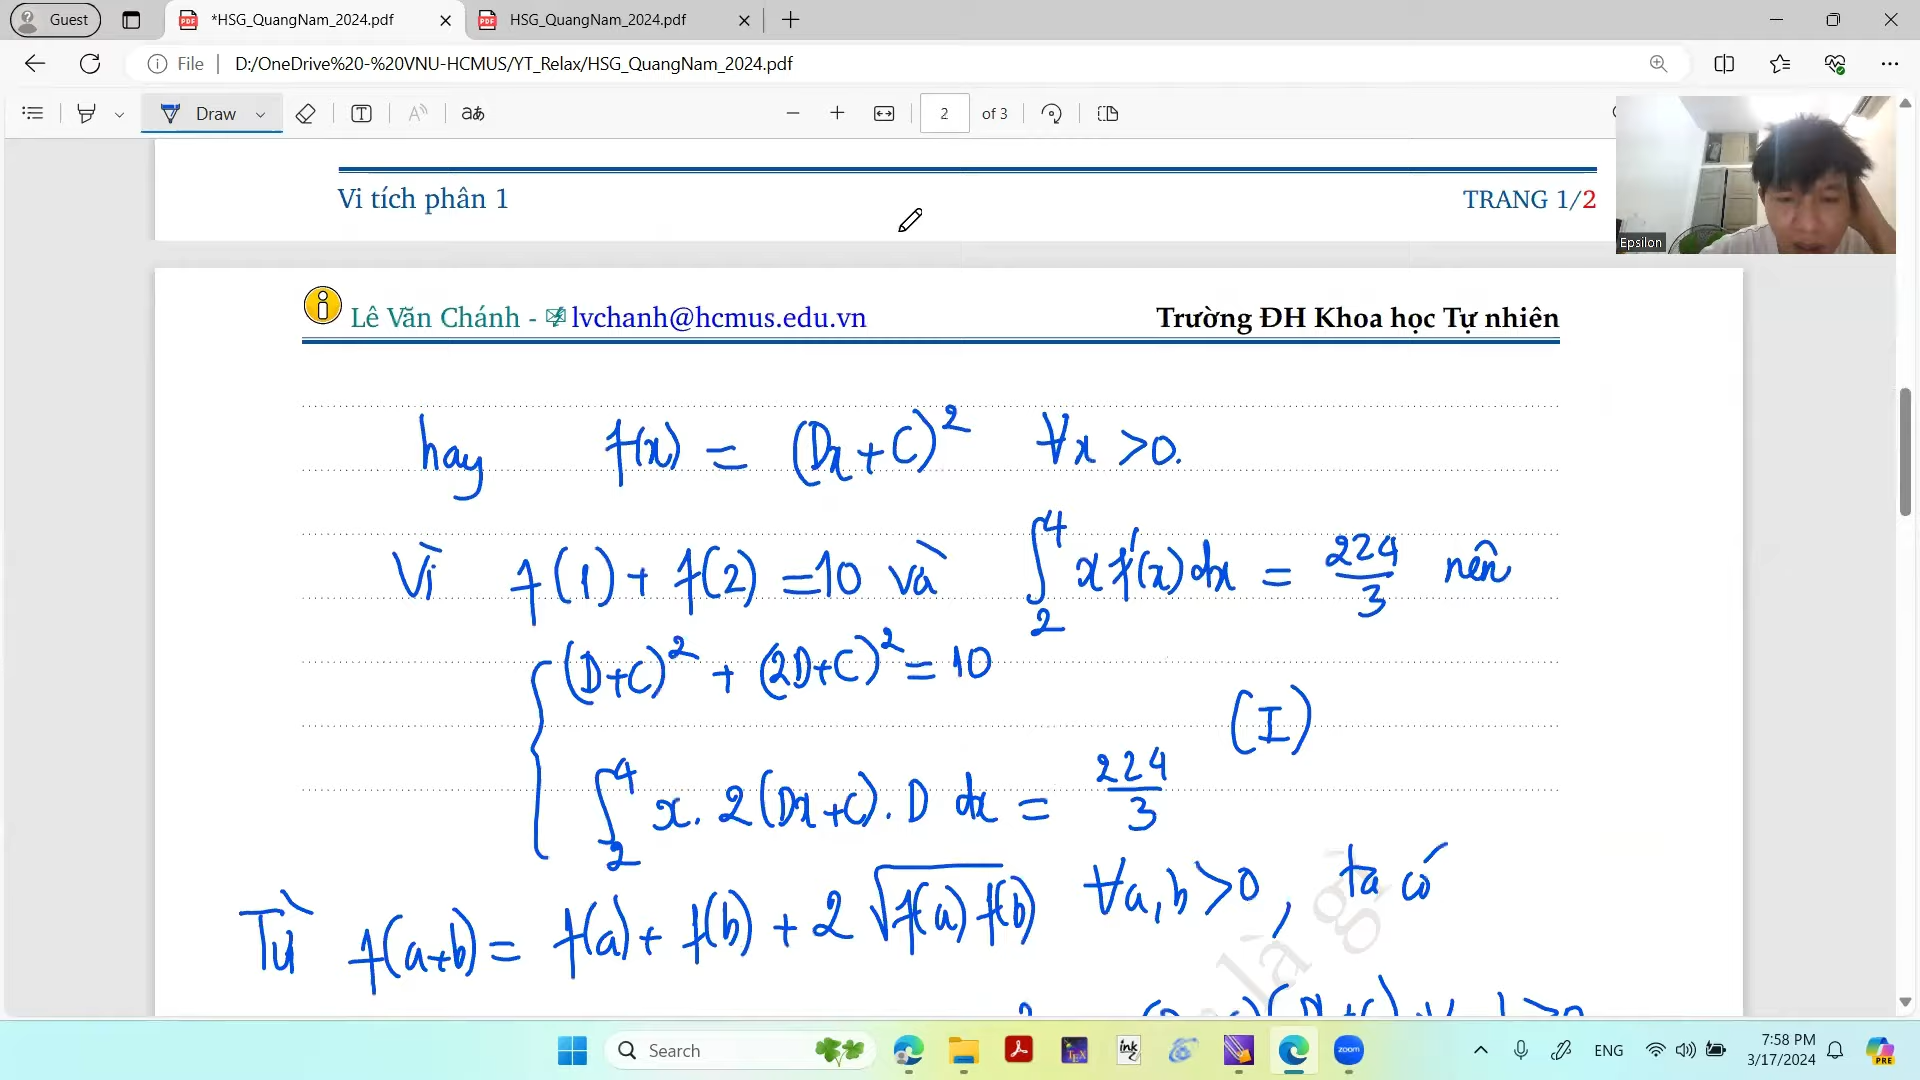 Guest
*HSG_QuangNam_2024.pdf
HSG_QuangNam_2024.pdf
File
D:/OneDrive%20-%20VNU-HCMUS/YT_Relax/HSG_QuangNam_2024.pdf
Draw
2 of 3
Epsilon
Vi tích phân 1
TRANG 1/2
Lê Văn Chánh - lvchanh@hcmus.edu.vn
Trường ĐH Khoa học Tự nhiên
hay f(x) = (Dx+C)² ∀x >0.
Vì f(1) + f(2) = 10 và ∫₂⁴ x f'(x) dx = 224/3 nên
(D+C)² + (2D+C)² = 10
(I)
∫₂⁴ x. 2(Dx+C). D dx = 224/3
Từ f(a+b) = f(a) + f(b) + 2√f(a) f(b) ∀a, b >0, ta có
là gì
Search
ENG
7:58 PM
3/17/2024